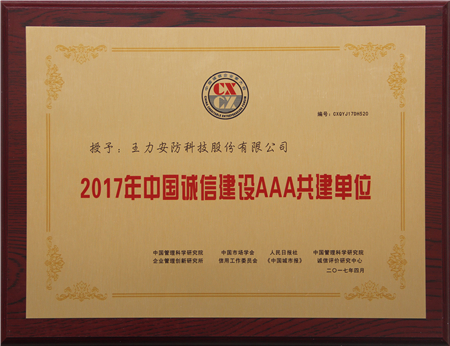 CX
CZ
编号：CXQYJ175H520
授予：王力安防科技股份有限公司
2017年中国诚信建设AAA共建单位
中国管理科学研究院 中国市场学会 人民日报社 中国管理科学研究院
企业管理创新研究所 信用工作委员会 《中国城市报》 诚信评价研究中心
二〇一七年四月